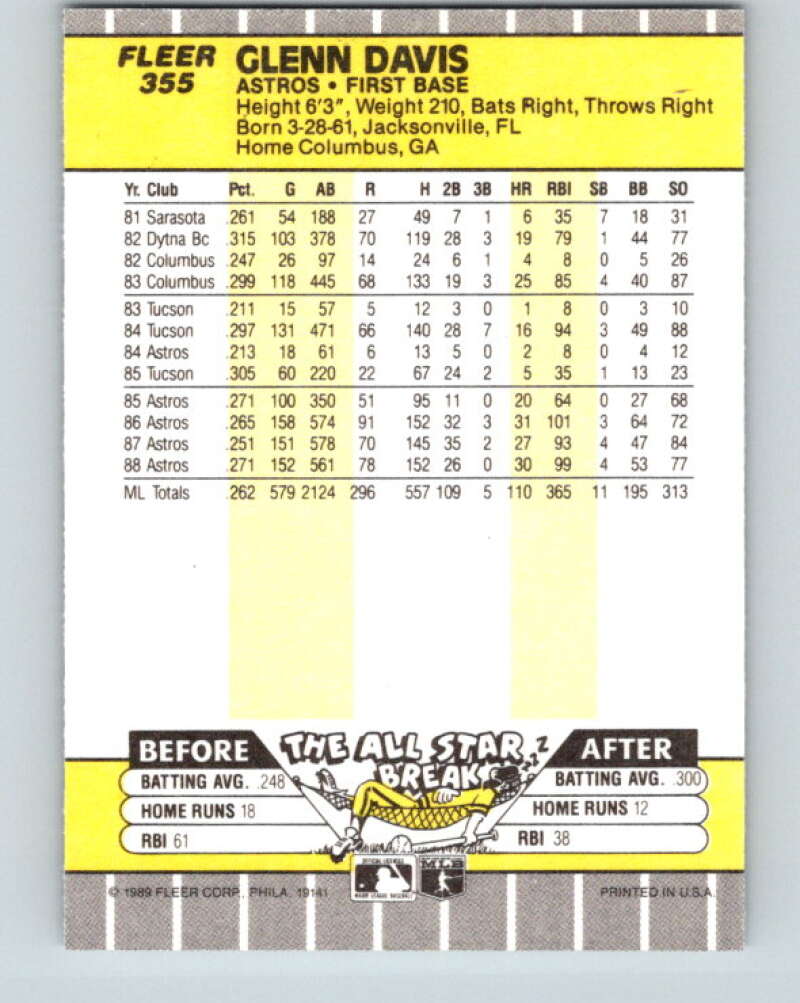 FLEER
355
GLENN DAVIS
ASTROS • FIRST BASE
Height 6'3", Weight 210, Bats Right, Throws Right
Born 3-28-61, Jacksonville, FL
Home Columbus, GA
Yr. Club Pct. G AB R H 2B 3B HR RBI SB BB SO
81 Sarasota .261 54 188 27 49 7 1 6 35 7 18 31
82 Dytna Bc .315 103 378 70 119 28 3 19 79 1 44 77
82 Columbus .247 26 97 14 24 6 1 4 8 0 5 26
83 Columbus .299 118 445 68 133 19 3 25 85 4 40 87
83 Tucson .211 15 57 5 12 3 0 1 8 0 3 10
84 Tucson .297 131 471 66 140 28 7 16 94 3 49 88
84 Astros .213 18 61 6 13 5 0 2 8 0 4 12
85 Tucson .305 60 220 22 67 24 2 5 35 1 13 23
85 Astros .271 100 350 51 95 11 0 20 64 0 27 68
86 Astros .265 158 574 91 152 32 3 31 101 3 64 72
87 Astros .251 151 578 70 145 35 2 27 93 4 47 84
88 Astros .271 152 561 78 152 26 0 30 99 4 53 77
ML Totals .262 579 2124 296 557 109 5 110 365 11 195 313
BEFORE THE ALL STAR BREAK ZZZ AFTER
BATTING AVG. .248 BATTING AVG. .300
HOME RUNS 18 HOME RUNS 12
RBI 61 RBI 38
OFFICIAL LICENSEE
MAJOR LEAGUE BASEBALL
MLB
© 1989 FLEER CORP., PHILA. 19141 PRINTED IN U.S.A.